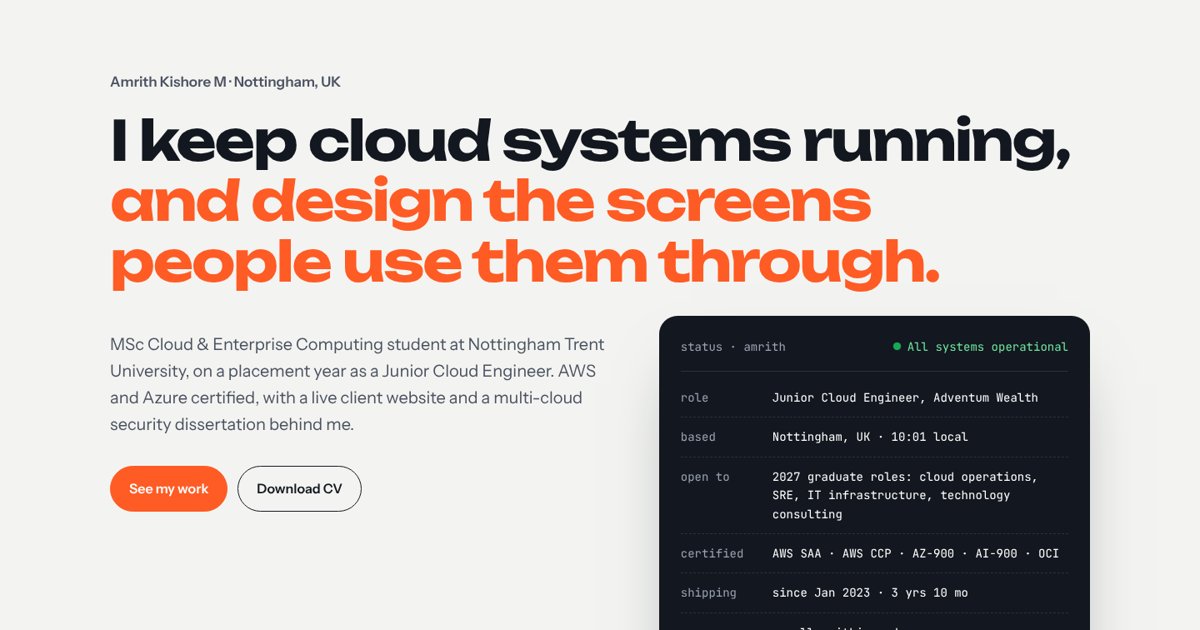 Amrith Kishore M · Nottingham, UK
I keep cloud systems running,
and design the screens
people use them through.
MSc Cloud & Enterprise Computing student at Nottingham Trent
University, on a placement year as a Junior Cloud Engineer. AWS
and Azure certified, with a live client website and a multi-cloud
security dissertation behind me.
See my work
Download CV
status · amrith
All systems operational
role
Junior Cloud Engineer, Adventum Wealth
based
Nottingham, UK · 10:01 local
open to
2027 graduate roles: cloud operations,
SRE, IT infrastructure, technology
consulting
certified
AWS SAA · AWS CCP · AZ-900 · AI-900 · OCI
shipping
since Jan 2023 · 3 yrs 10 mo